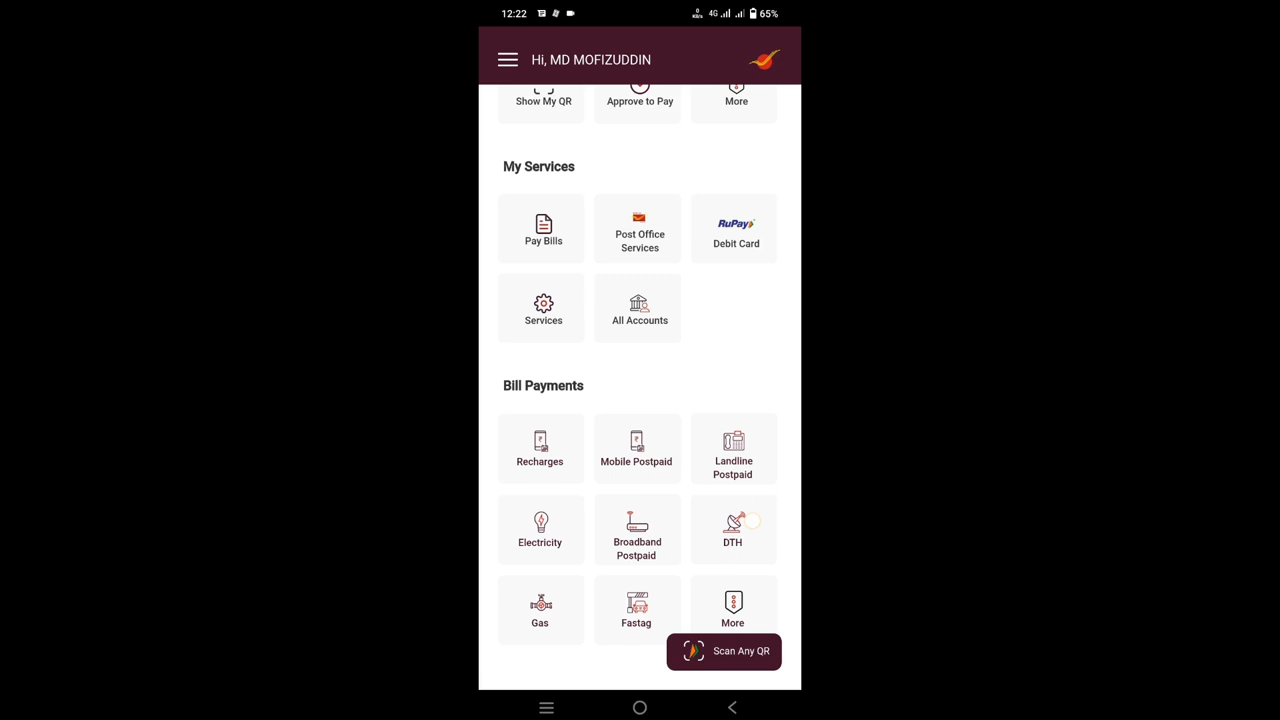 12:22
0
KB/s
4G
65%
Hi, MD MOFIZUDDIN
Show My QR
Approve to Pay
More
My Services
Pay Bills
Post Office
Services
RuPay
Debit Card
Services
All Accounts
Bill Payments
Recharges
Mobile Postpaid
Landline
Postpaid
Electricity
Broadband
Postpaid
DTH
Gas
Fastag
More
Scan Any QR